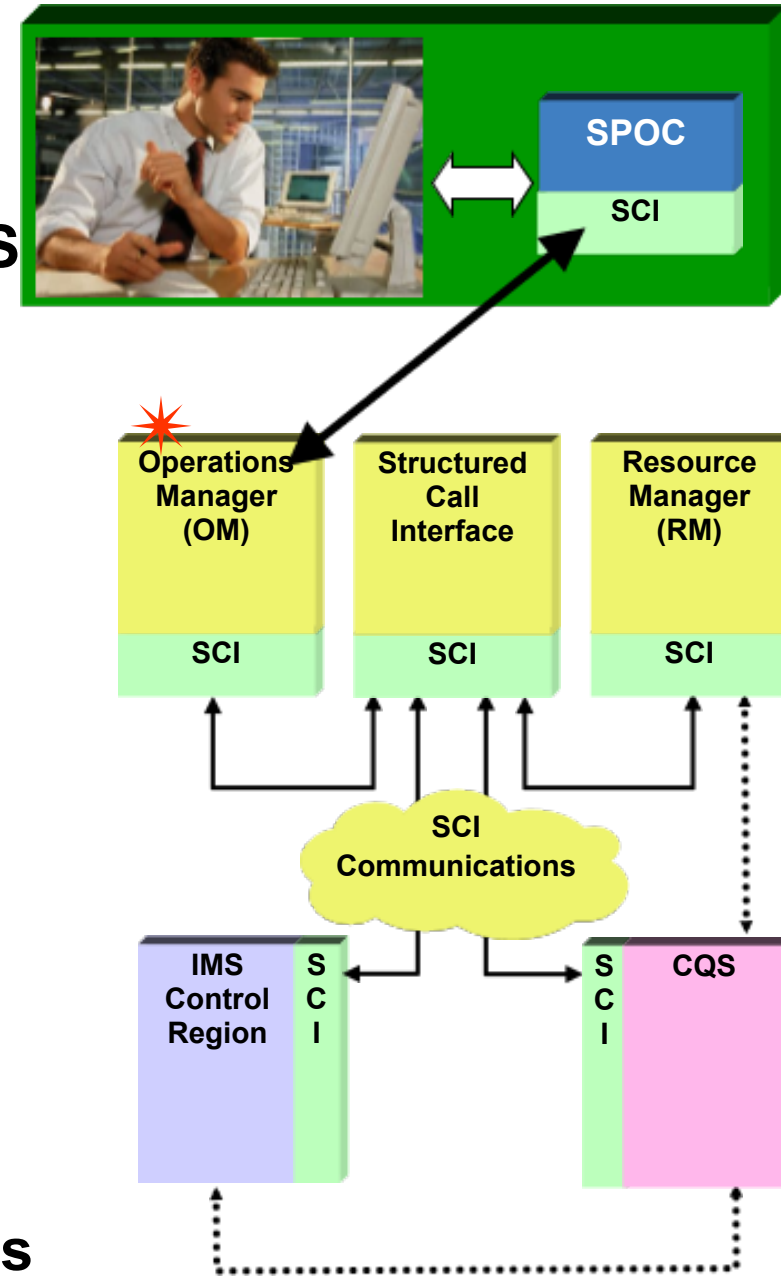 SPOC
SCI
s
Operations
Manager
(OM)
SCI
Structured
Call
Interface
SCI
Resource
Manager
(RM)
SCI
SCI
Communications
IMS
Control
Region
S
C
I
S
C
I
CQS
s